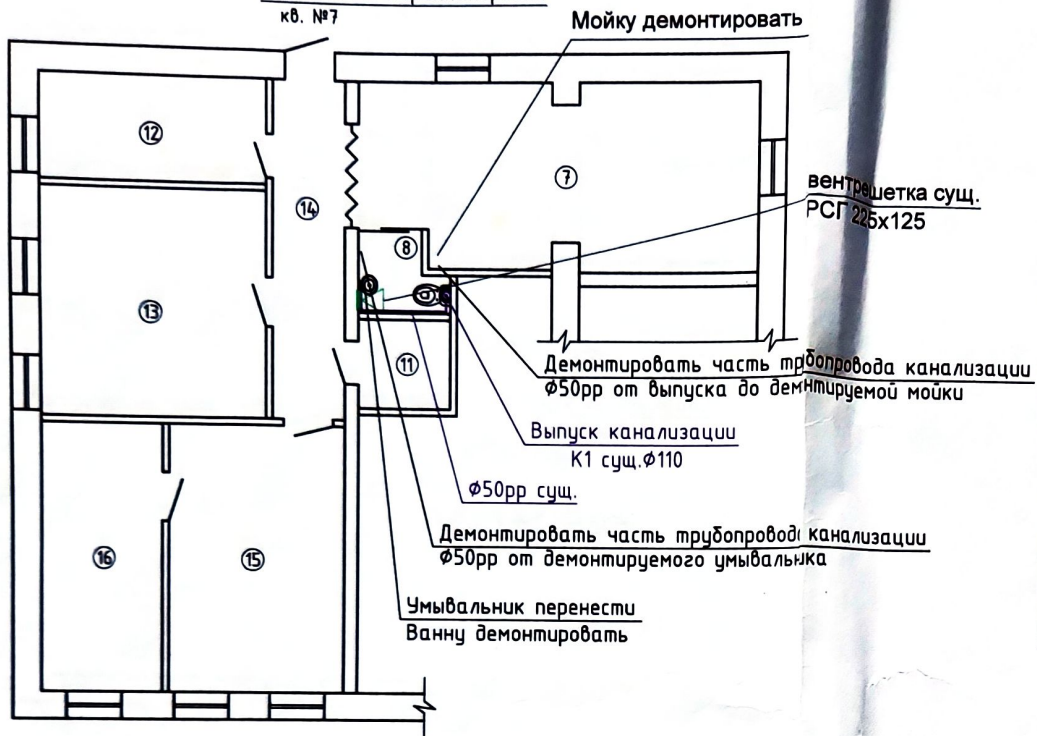 кв. №7
Мойку демонтировать
12
7
14
вентрешетка сущ.
РСГ 225х125
8
13
11
Демонтировать часть трубопровода канализации
Ф50рр от выпуска до демнтируемой мойки
Выпуск канализации
К1 сущ.Ф110
Ф50рр сущ.
Демонтировать часть трубопровода канализации
Ф50рр от демонтируемого умывальника
16
15
Умывальник перенести
Ванну демонтировать